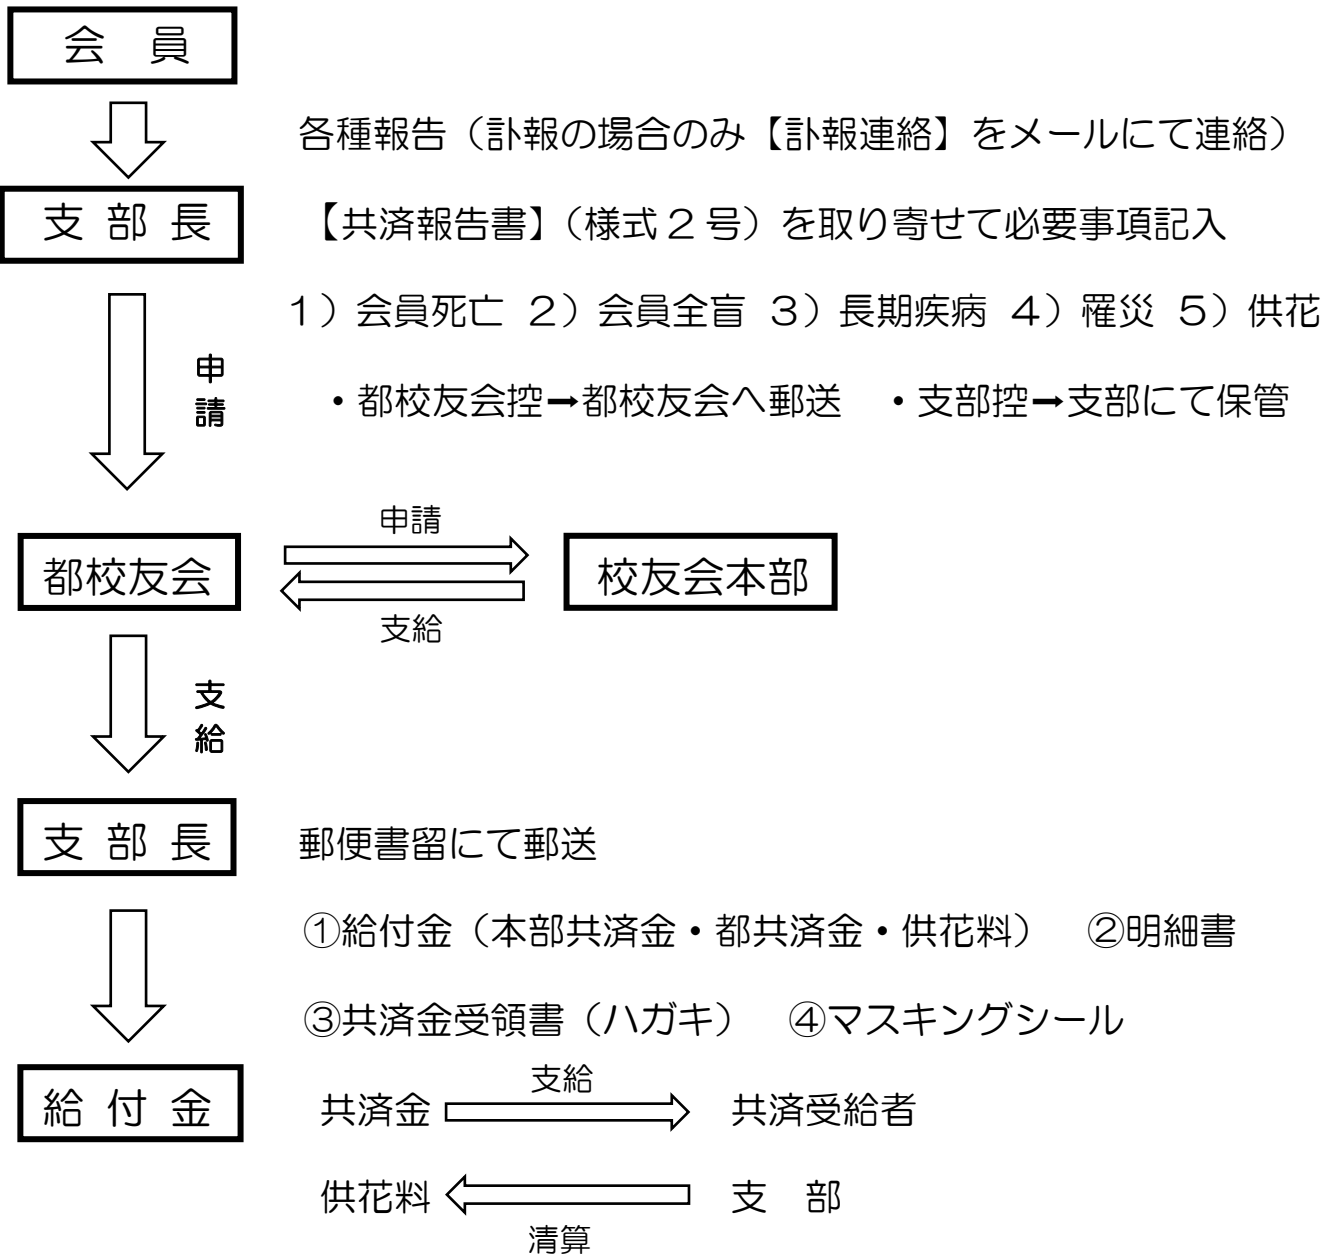 会 員
各種報告（訃報の場合のみ【訃報連絡】をメールにて連絡）
支 部 長
【共済報告書】（様式２号）を取り寄せて必要事項記入
１）会員死亡 ２）会員全盲 ３）長期疾病 ４）罹災 ５）供花
申請
・都校友会控➡都校友会へ郵送 ・支部控➡支部にて保管
申請
都校友会
校友会本部
支給
支給
支 部 長
郵便書留にて郵送
①給付金（本部共済金・都共済金・供花料） ②明細書
③共済金受領書（ハガキ） ④マスキングシール
給 付 金
支給
共済金 共済受給者
供花料 支 部
清算